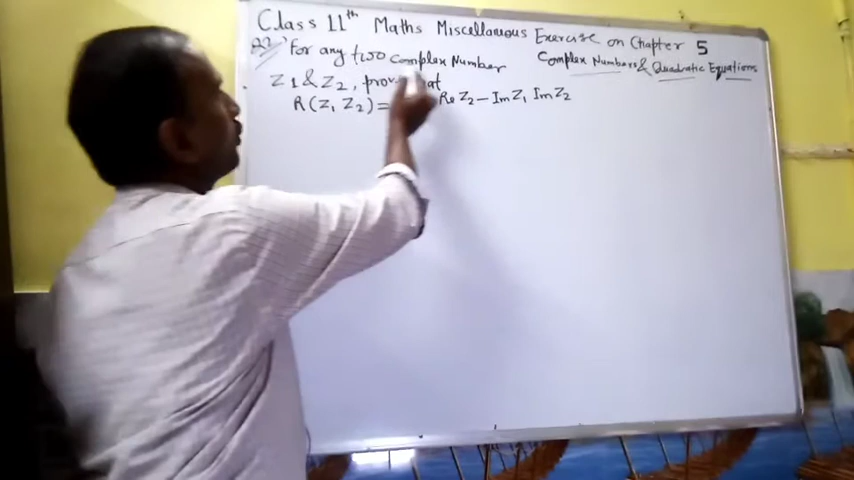 Class 11th Maths Miscellaneous Exercise on Chapter 5
Complex Numbers & Quadratic Equations
Q2 For any two complex Number
Z1 & Z2, prove that
R(Z1 Z2) = Re Z2 - Im Z1 Im Z2